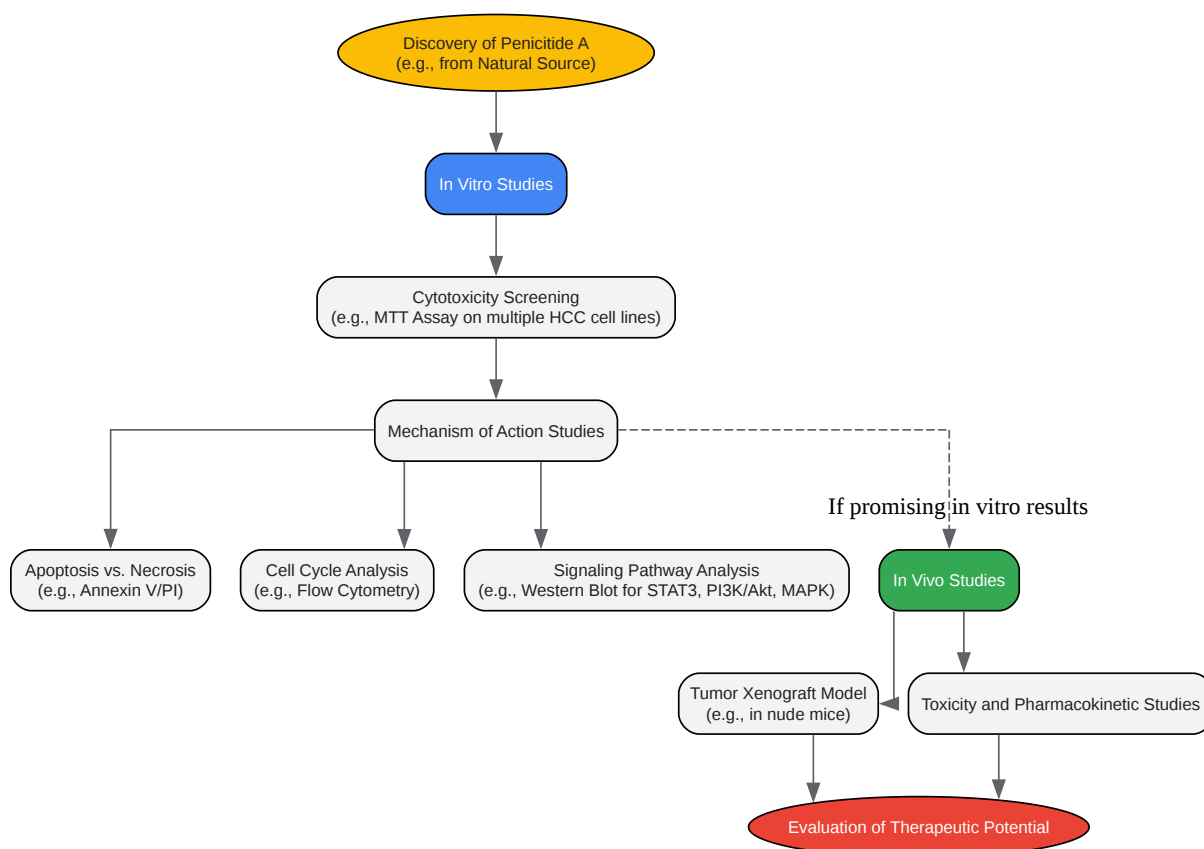 Discovery of Penicitide A
(e.g., from Natural Source)
In Vitro Studies
Cytotoxicity Screening
(e.g., MTT Assay on multiple HCC cell lines)
Mechanism of Action Studies
If promising in vitro results
Apoptosis vs. Necrosis
(e.g., Annexin V/PI)
Cell Cycle Analysis
(e.g., Flow Cytometry)
Signaling Pathway Analysis
(e.g., Western Blot for STAT3, PI3K/Akt, MAPK)
In Vivo Studies
Tumor Xenograft Model
(e.g., in nude mice)
Toxicity and Pharmacokinetic Studies
Evaluation of Therapeutic Potential